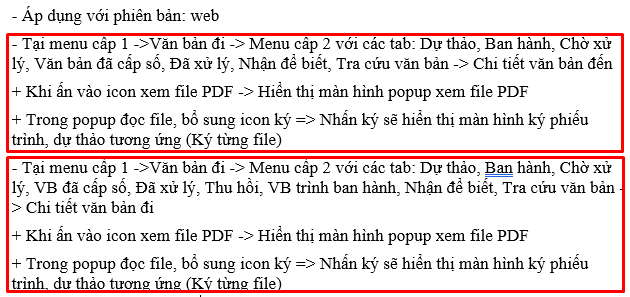 - Áp dụng với phiên bản: web
- Tại menu cấp 1 ->Văn bản đi -> Menu cấp 2 với các tab: Dự thảo, Ban hành, Chờ xử
lý, Văn bản đã cấp số, Đã xử lý, Nhận để biết, Tra cứu văn bản -> Chi tiết văn bản đến
+ Khi ấn vào icon xem file PDF -> Hiển thị màn hình popup xem file PDF
+ Trong popup đọc file, bổ sung icon ký => Nhấn ký sẽ hiển thị màn hình ký phiếu
trình, dự thảo tương ứng (Ký từng file)
- Tại menu cấp 1 ->Văn bản đi -> Menu cấp 2 với các tab: Dự thảo, Ban hành, Chờ xử
lý, VB đã cấp số, Đã xử lý, Thu hồi, VB trình ban hành, Nhận để biết, Tra cứu văn bản -
> Chi tiết văn bản đi
+ Khi ấn vào icon xem file PDF -> Hiển thị màn hình popup xem file PDF
+ Trong popup đọc file, bổ sung icon ký => Nhấn ký sẽ hiển thị màn hình ký phiếu
trình, dự thảo tương ứng (Ký từng file)